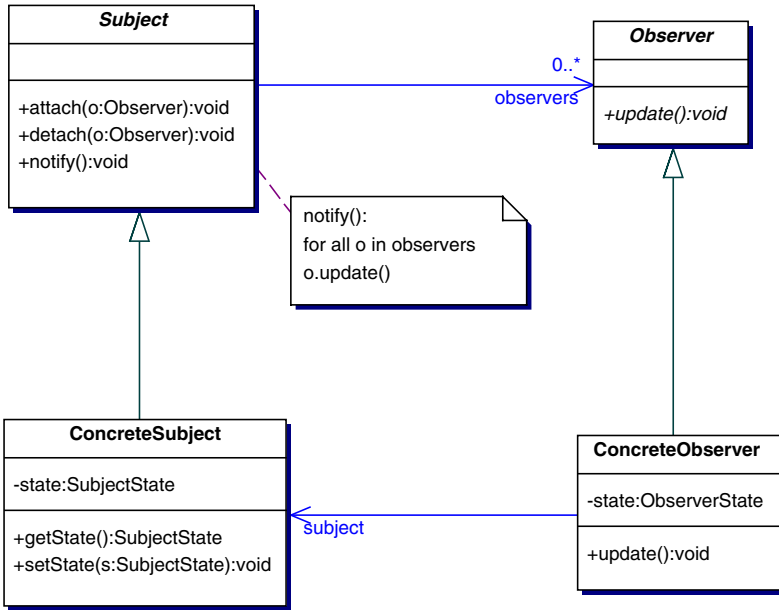 Subject
+attach(o:Observer):void
+detach(o:Observer):void
+notify():void
0..*
observers
Observer
+update():void
notify():
for all o in observers
o.update()
ConcreteSubject
-state:SubjectState
+getState():SubjectState
+setState(s:SubjectState):void
subject
ConcreteObserver
-state:ObserverState
+update():void